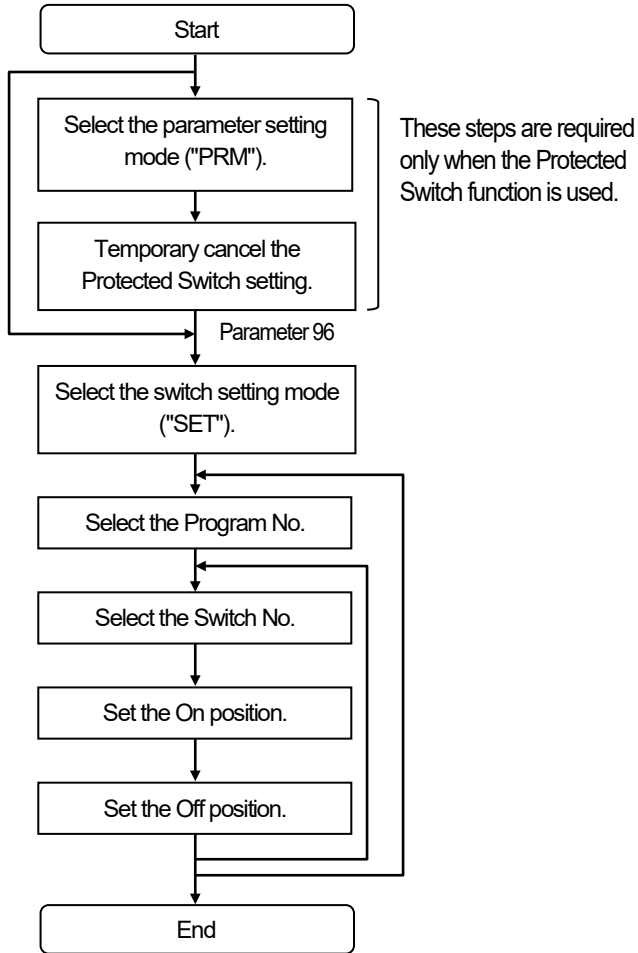 Start
Select the parameter setting
mode ("PRM").
These steps are required
only when the Protected
Switch function is used.
Temporary cancel the
Protected Switch setting.
Parameter 96
Select the switch setting mode
("SET").
Select the Program No.
Select the Switch No.
Set the On position.
Set the Off position.
End